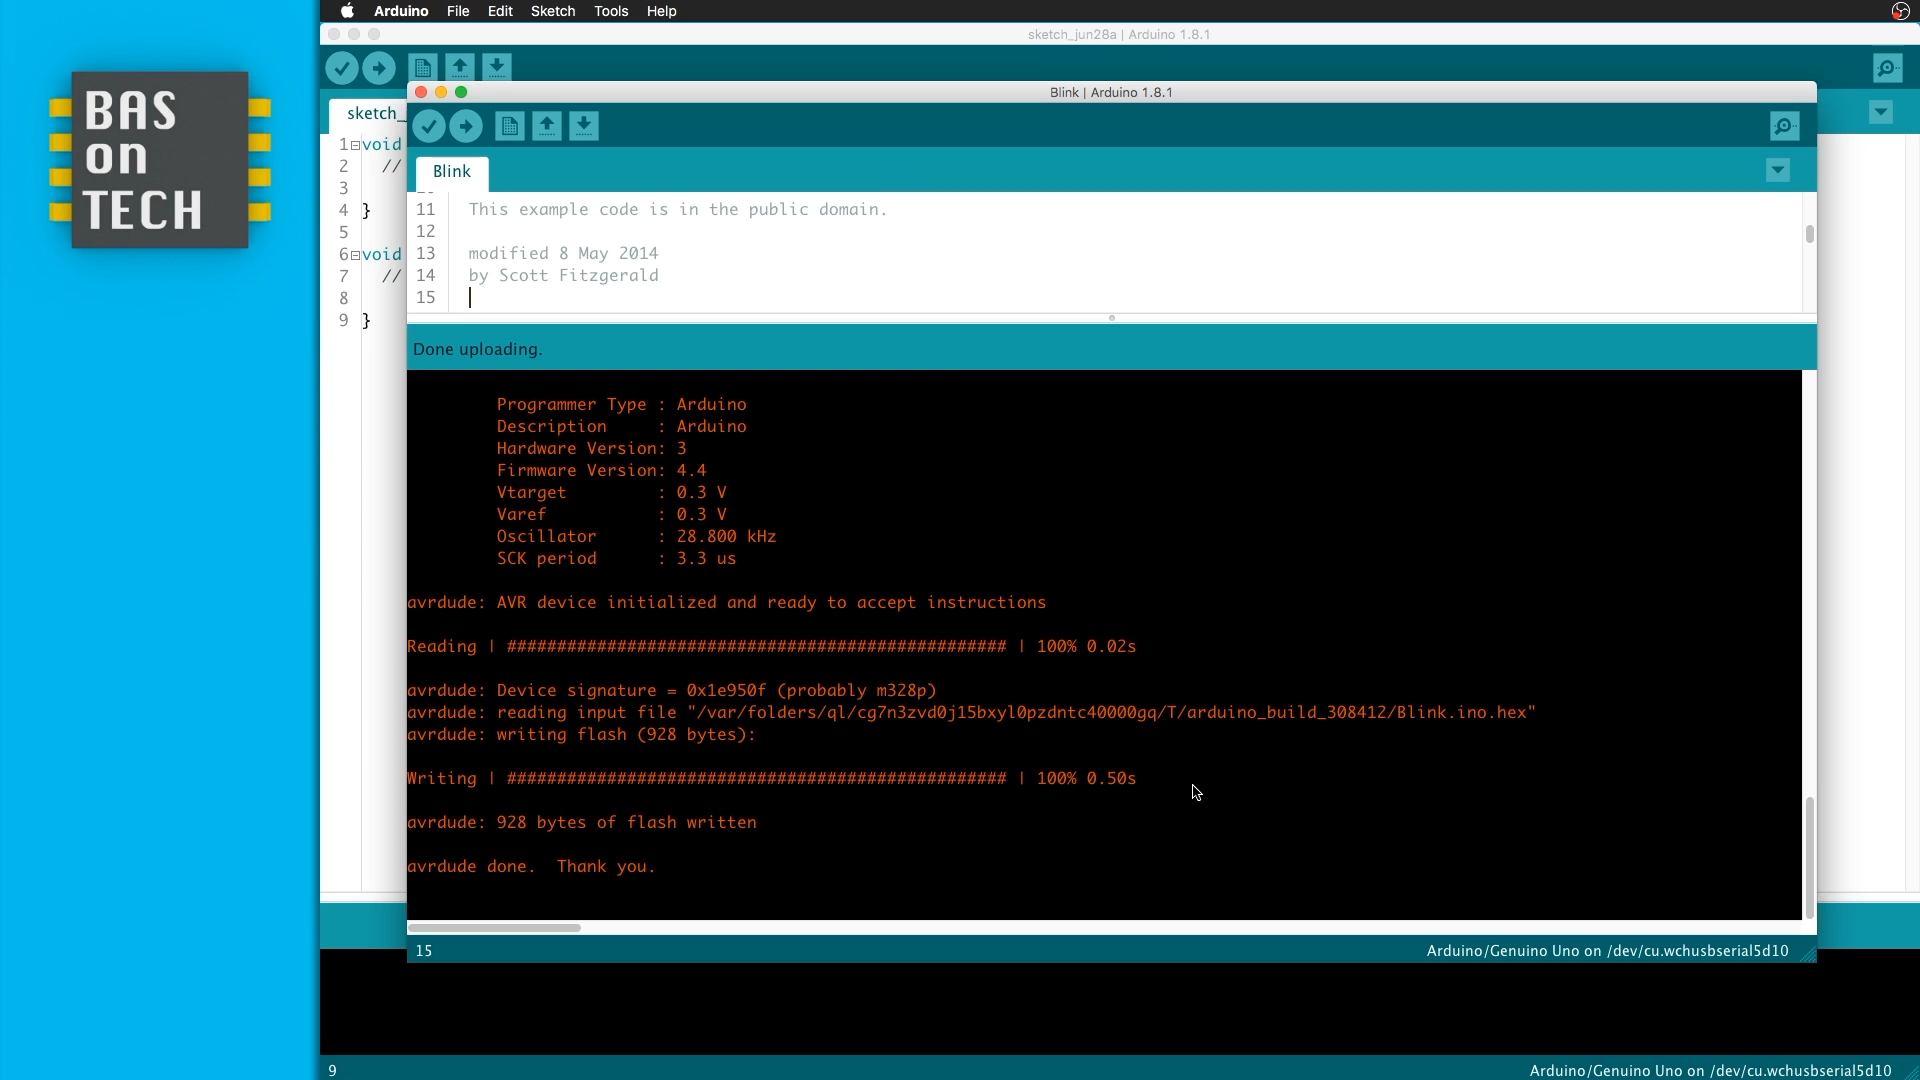 Arduino File Edit Sketch Tools Help
sketch_jun28a | Arduino 1.8.1
BAS
on
TECH
sketch_
1 void
2 //
3
4 }
5
6 void
7 //
8
9 }
Blink | Arduino 1.8.1
Blink
11 This example code is in the public domain.
12
13 modified 8 May 2014
14 by Scott Fitzgerald
15
Done uploading.
Programmer Type : Arduino
Description : Arduino
Hardware Version: 3
Firmware Version: 4.4
Vtarget : 0.3 V
Varef : 0.3 V
Oscillator : 28.800 kHz
SCK period : 3.3 us
avrdude: AVR device initialized and ready to accept instructions
Reading | ################################################## | 100% 0.02s
avrdude: Device signature = 0x1e950f (probably m328p)
avrdude: reading input file "/var/folders/ql/cg7n3zvd0j15bxyl0pzdntc40000gq/T/arduino_build_308412/Blink.ino.hex"
avrdude: writing flash (928 bytes):
Writing | ################################################## | 100% 0.50s
avrdude: 928 bytes of flash written
avrdude done.  Thank you.
15
Arduino/Genuino Uno on /dev/cu.wchusbserial5d10
9
Arduino/Genuino Uno on /dev/cu.wchusbserial5d10